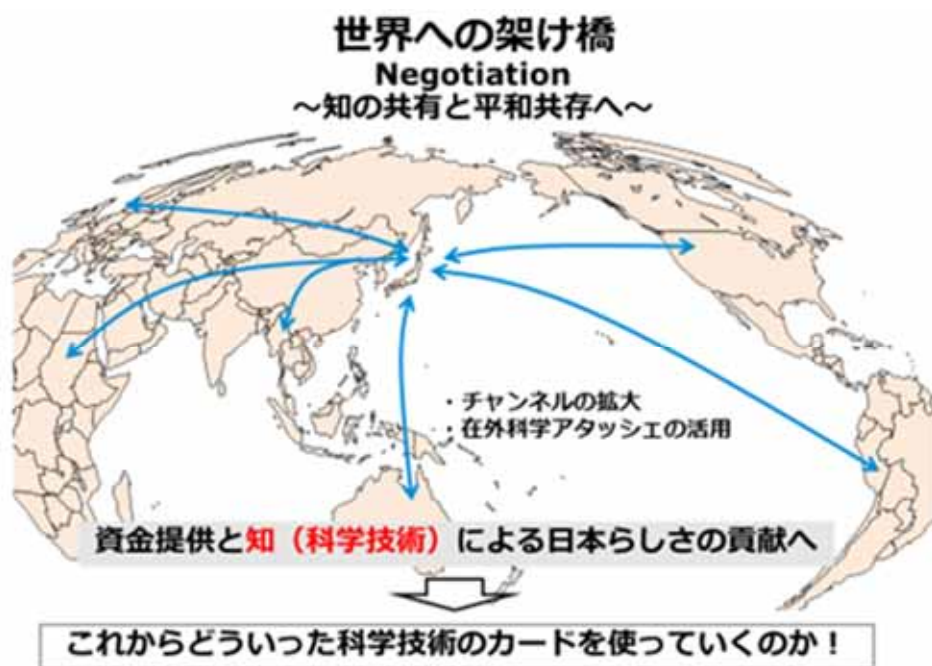 世界への架け橋
Negotiation
～知の共有と平和共存へ～
・チャンネルの拡大
・在外科学アタッシェの活用
資金提供と知（科学技術）による日本らしさの貢献へ
これからどういった科学技術のカードを使っていくのか！